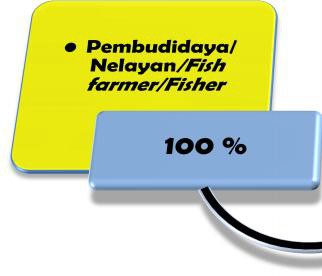 • Pembudidaya/
Nelayan/Fish
farmer/Fisher
100 %